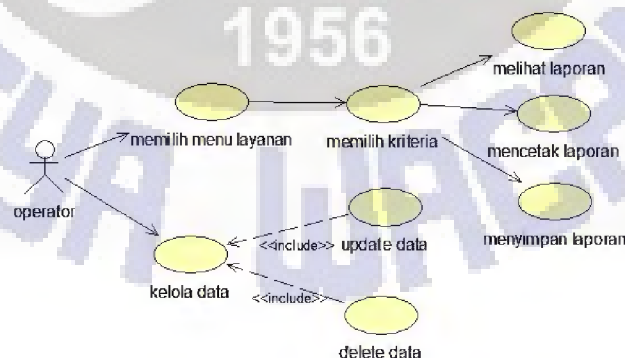 1956
melihat laporan
memilih menu layanan
memilih kriteria
mencetak laporan
operator
<<include>>
update data
menyimpan laporan
kelola data
<<include>>
delete data